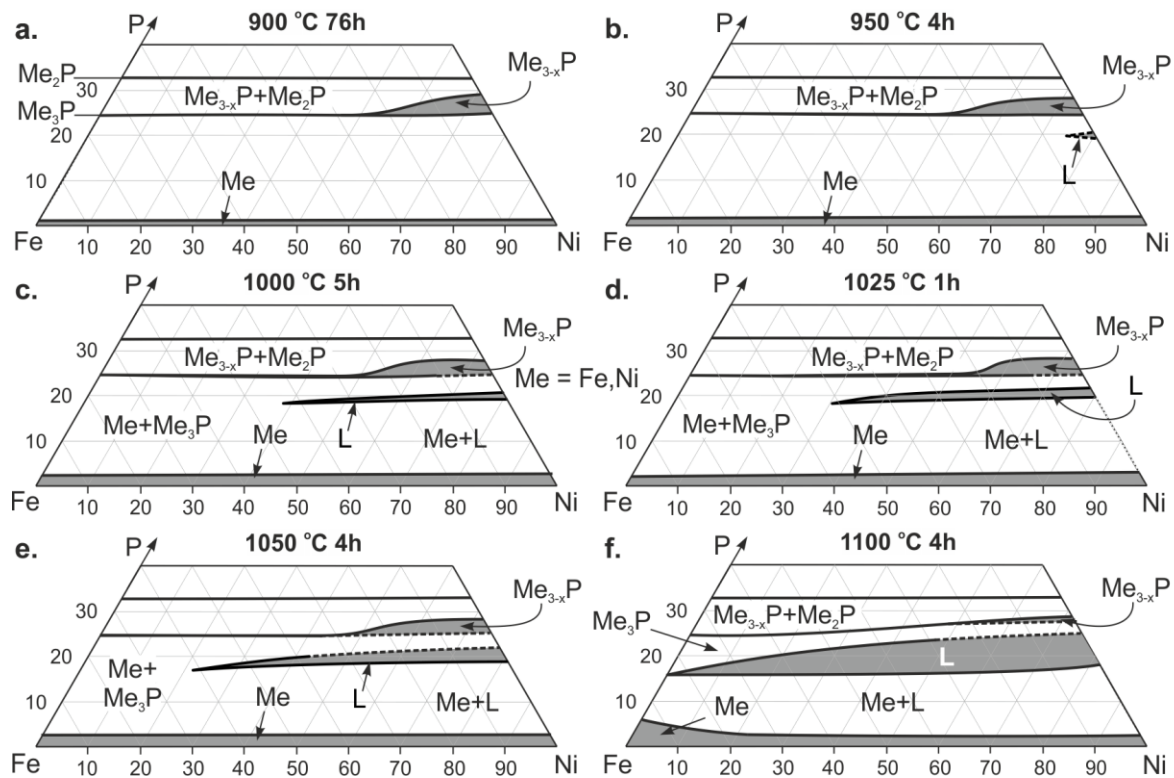 a.
P
900 °C 76h
Me₂P
30
Me₃₋ₓP+Me₂P
Me₃₋ₓP
Me₃P
20
10
Me
Fe
Ni
10 20 30 40 50 60 70 80 90
b.
P
950 °C 4h
30
Me₃₋ₓP+Me₂P
Me₃₋ₓP
20
L
10
Me
Fe
Ni
10 20 30 40 50 60 70 80 90
c.
P
1000 °C 5h
30
Me₃₋ₓP+Me₂P
Me₃₋ₓP
Me = Fe,Ni
20
Me+Me₃P
Me
L
Me+L
10
Fe
Ni
10 20 30 40 50 60 70 80 90
d.
P
1025 °C 1h
Me₃₋ₓP
30
Me₃₋ₓP+Me₂P
L
20
Me+Me₃P
Me
Me+L
10
Fe
Ni
10 20 30 40 50 60 70 80 90
e.
P
1050 °C 4h
30
Me₃₋ₓP
20
Me+
Me₃P
Me
L
Me+L
10
Fe
Ni
10 20 30 40 50 60 70 80 90
f.
P
1100 °C 4h
30
Me₃₋ₓP+Me₂P
Me₃₋ₓP
Me₃P
20
L
10
Me
Me+L
Fe
Ni
10 20 30 40 50 60 70 80 90